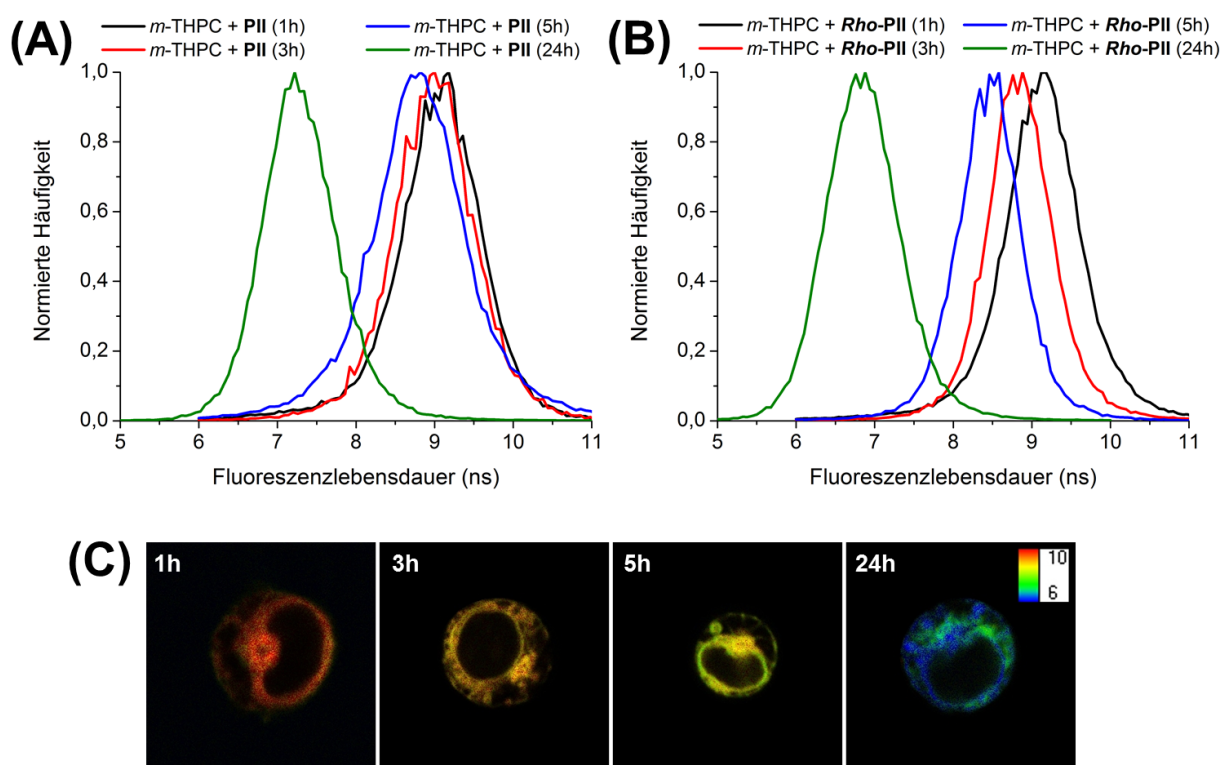 (A)
m-THPC + PII (1h) m-THPC + PII (5h)
m-THPC + PII (3h) m-THPC + PII (24h)
1,0
0,8
0,6
0,4
0,2
0,0
Normierte Häufigkeit
5 6 7 8 9 10 11
Fluoreszenzlebensdauer (ns)
(B)
m-THPC + Rho-PII (1h) m-THPC + Rho-PII (5h)
m-THPC + Rho-PII (3h) m-THPC + Rho-PII (24h)
1,0
0,8
0,6
0,4
0,2
0,0
Normierte Häufigkeit
5 6 7 8 9 10 11
Fluoreszenzlebensdauer (ns)
(C)
1h 3h 5h 24h
10
6